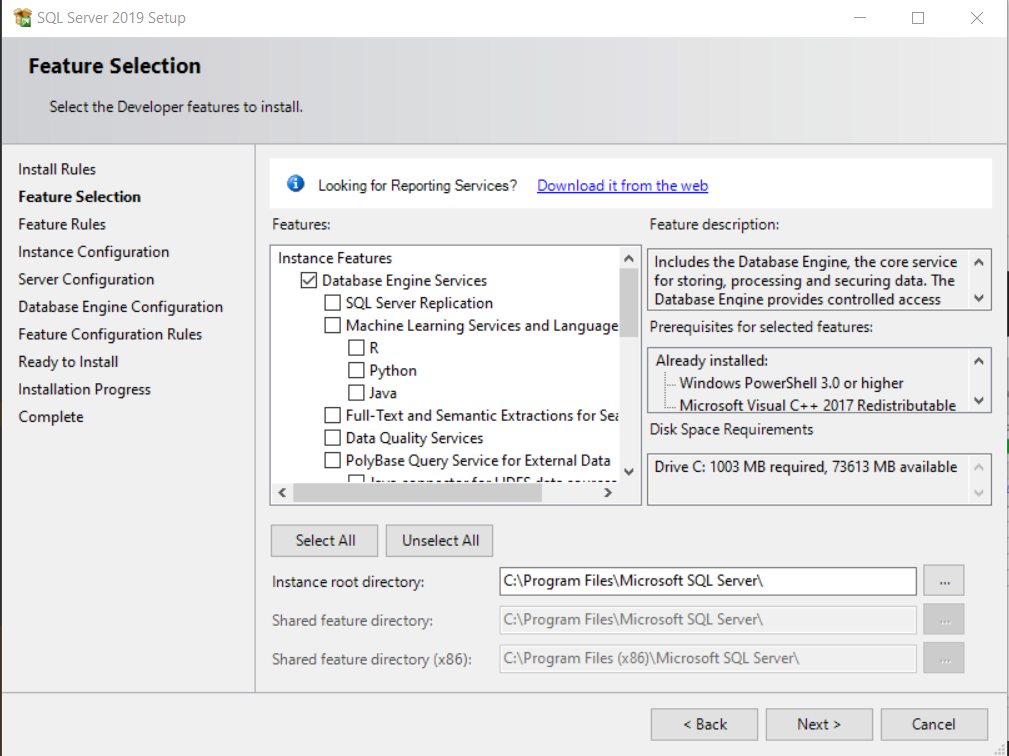 SQL Server 2019 Setup
Feature Selection
Select the Developer features to install.
Install Rules
Feature Selection
Feature Rules
Instance Configuration
Server Configuration
Database Engine Configuration
Feature Configuration Rules
Ready to Install
Installation Progress
Complete
Looking for Reporting Services? Download it from the web
Features:
Instance Features
Database Engine Services
SQL Server Replication
Machine Learning Services and Language
R
Python
Java
Full-Text and Semantic Extractions for Sea
Data Quality Services
PolyBase Query Service for External Data
Java connector for HDFS data sources
Feature description:
Includes the Database Engine, the core service
for storing, processing and securing data. The
Database Engine provides controlled access
Prerequisites for selected features:
Already installed:
Windows PowerShell 3.0 or higher
Microsoft Visual C++ 2017 Redistributable
Disk Space Requirements
Drive C: 1003 MB required, 73613 MB available
Select All
Unselect All
Instance root directory:
C:\Program Files\Microsoft SQL Server\
...
Shared feature directory:
C:\Program Files\Microsoft SQL Server\
...
Shared feature directory (x86):
C:\Program Files (x86)\Microsoft SQL Server\
...
< Back
Next >
Cancel